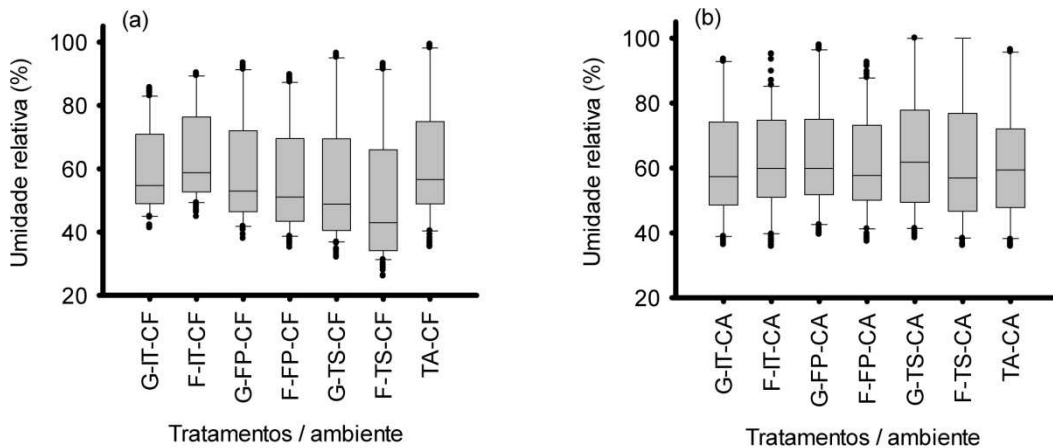 (a)
Umidade relativa (%)
100
80
60
40
20
G-IT-CF
F-IT-CF
G-FP-CF
F-FP-CF
G-TS-CF
F-TS-CF
TA-CF
Tratamentos / ambiente
(b)
Umidade relativa (%)
100
80
60
40
20
G-IT-CA
F-IT-CA
G-FP-CA
F-FP-CA
G-TS-CA
F-TS-CA
TA-CA
Tratamentos / ambiente